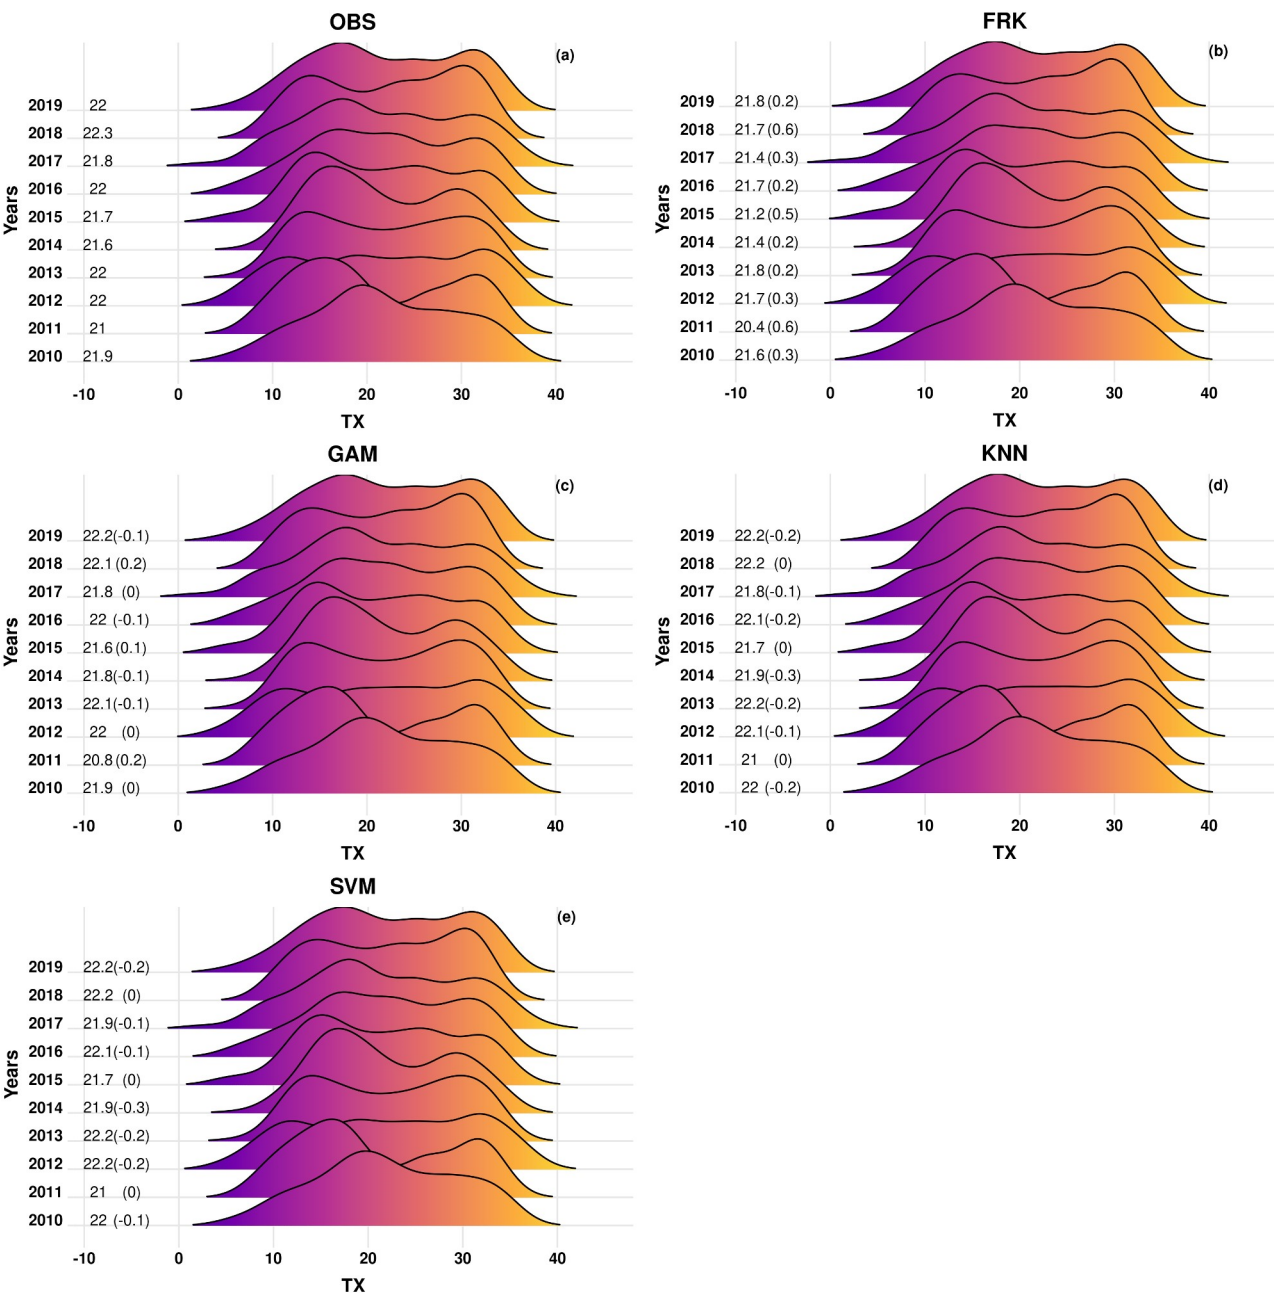 OBS
(a)
2019 22
2018 22.3
2017 21.8
2016 22
2015 21.7
2014 21.6
2013 22
2012 22
2011 21
2010 21.9
Years
-10 0 10 20 30 40
TX
FRK
(b)
2019 21.8 (0.2)
2018 21.7 (0.6)
2017 21.4 (0.3)
2016 21.7 (0.2)
2015 21.2 (0.5)
2014 21.4 (0.2)
2013 21.8 (0.2)
2012 21.7 (0.3)
2011 20.4 (0.6)
2010 21.6 (0.3)
Years
-10 0 10 20 30 40
TX
GAM
(c)
2019 22.2 (-0.1)
2018 22.1 (0.2)
2017 21.8 (0)
2016 22 (-0.1)
2015 21.6 (0.1)
2014 21.8 (-0.1)
2013 22.1 (-0.1)
2012 22 (0)
2011 20.8 (0.2)
2010 21.9 (0)
Years
-10 0 10 20 30 40
TX
KNN
(d)
2019 22.2 (-0.2)
2018 22.2 (0)
2017 21.8 (-0.1)
2016 22.1 (-0.2)
2015 21.7 (0)
2014 21.9 (-0.3)
2013 22.2 (-0.2)
2012 22.1 (-0.1)
2011 21 (0)
2010 22 (-0.2)
Years
-10 0 10 20 30 40
TX
SVM
(e)
2019 22.2 (-0.2)
2018 22.2 (0)
2017 21.9 (-0.1)
2016 22.1 (-0.1)
2015 21.7 (0)
2014 21.9 (-0.3)
2013 22.2 (-0.2)
2012 22.2 (-0.2)
2011 21 (0)
2010 22 (-0.1)
Years
-10 0 10 20 30 40
TX